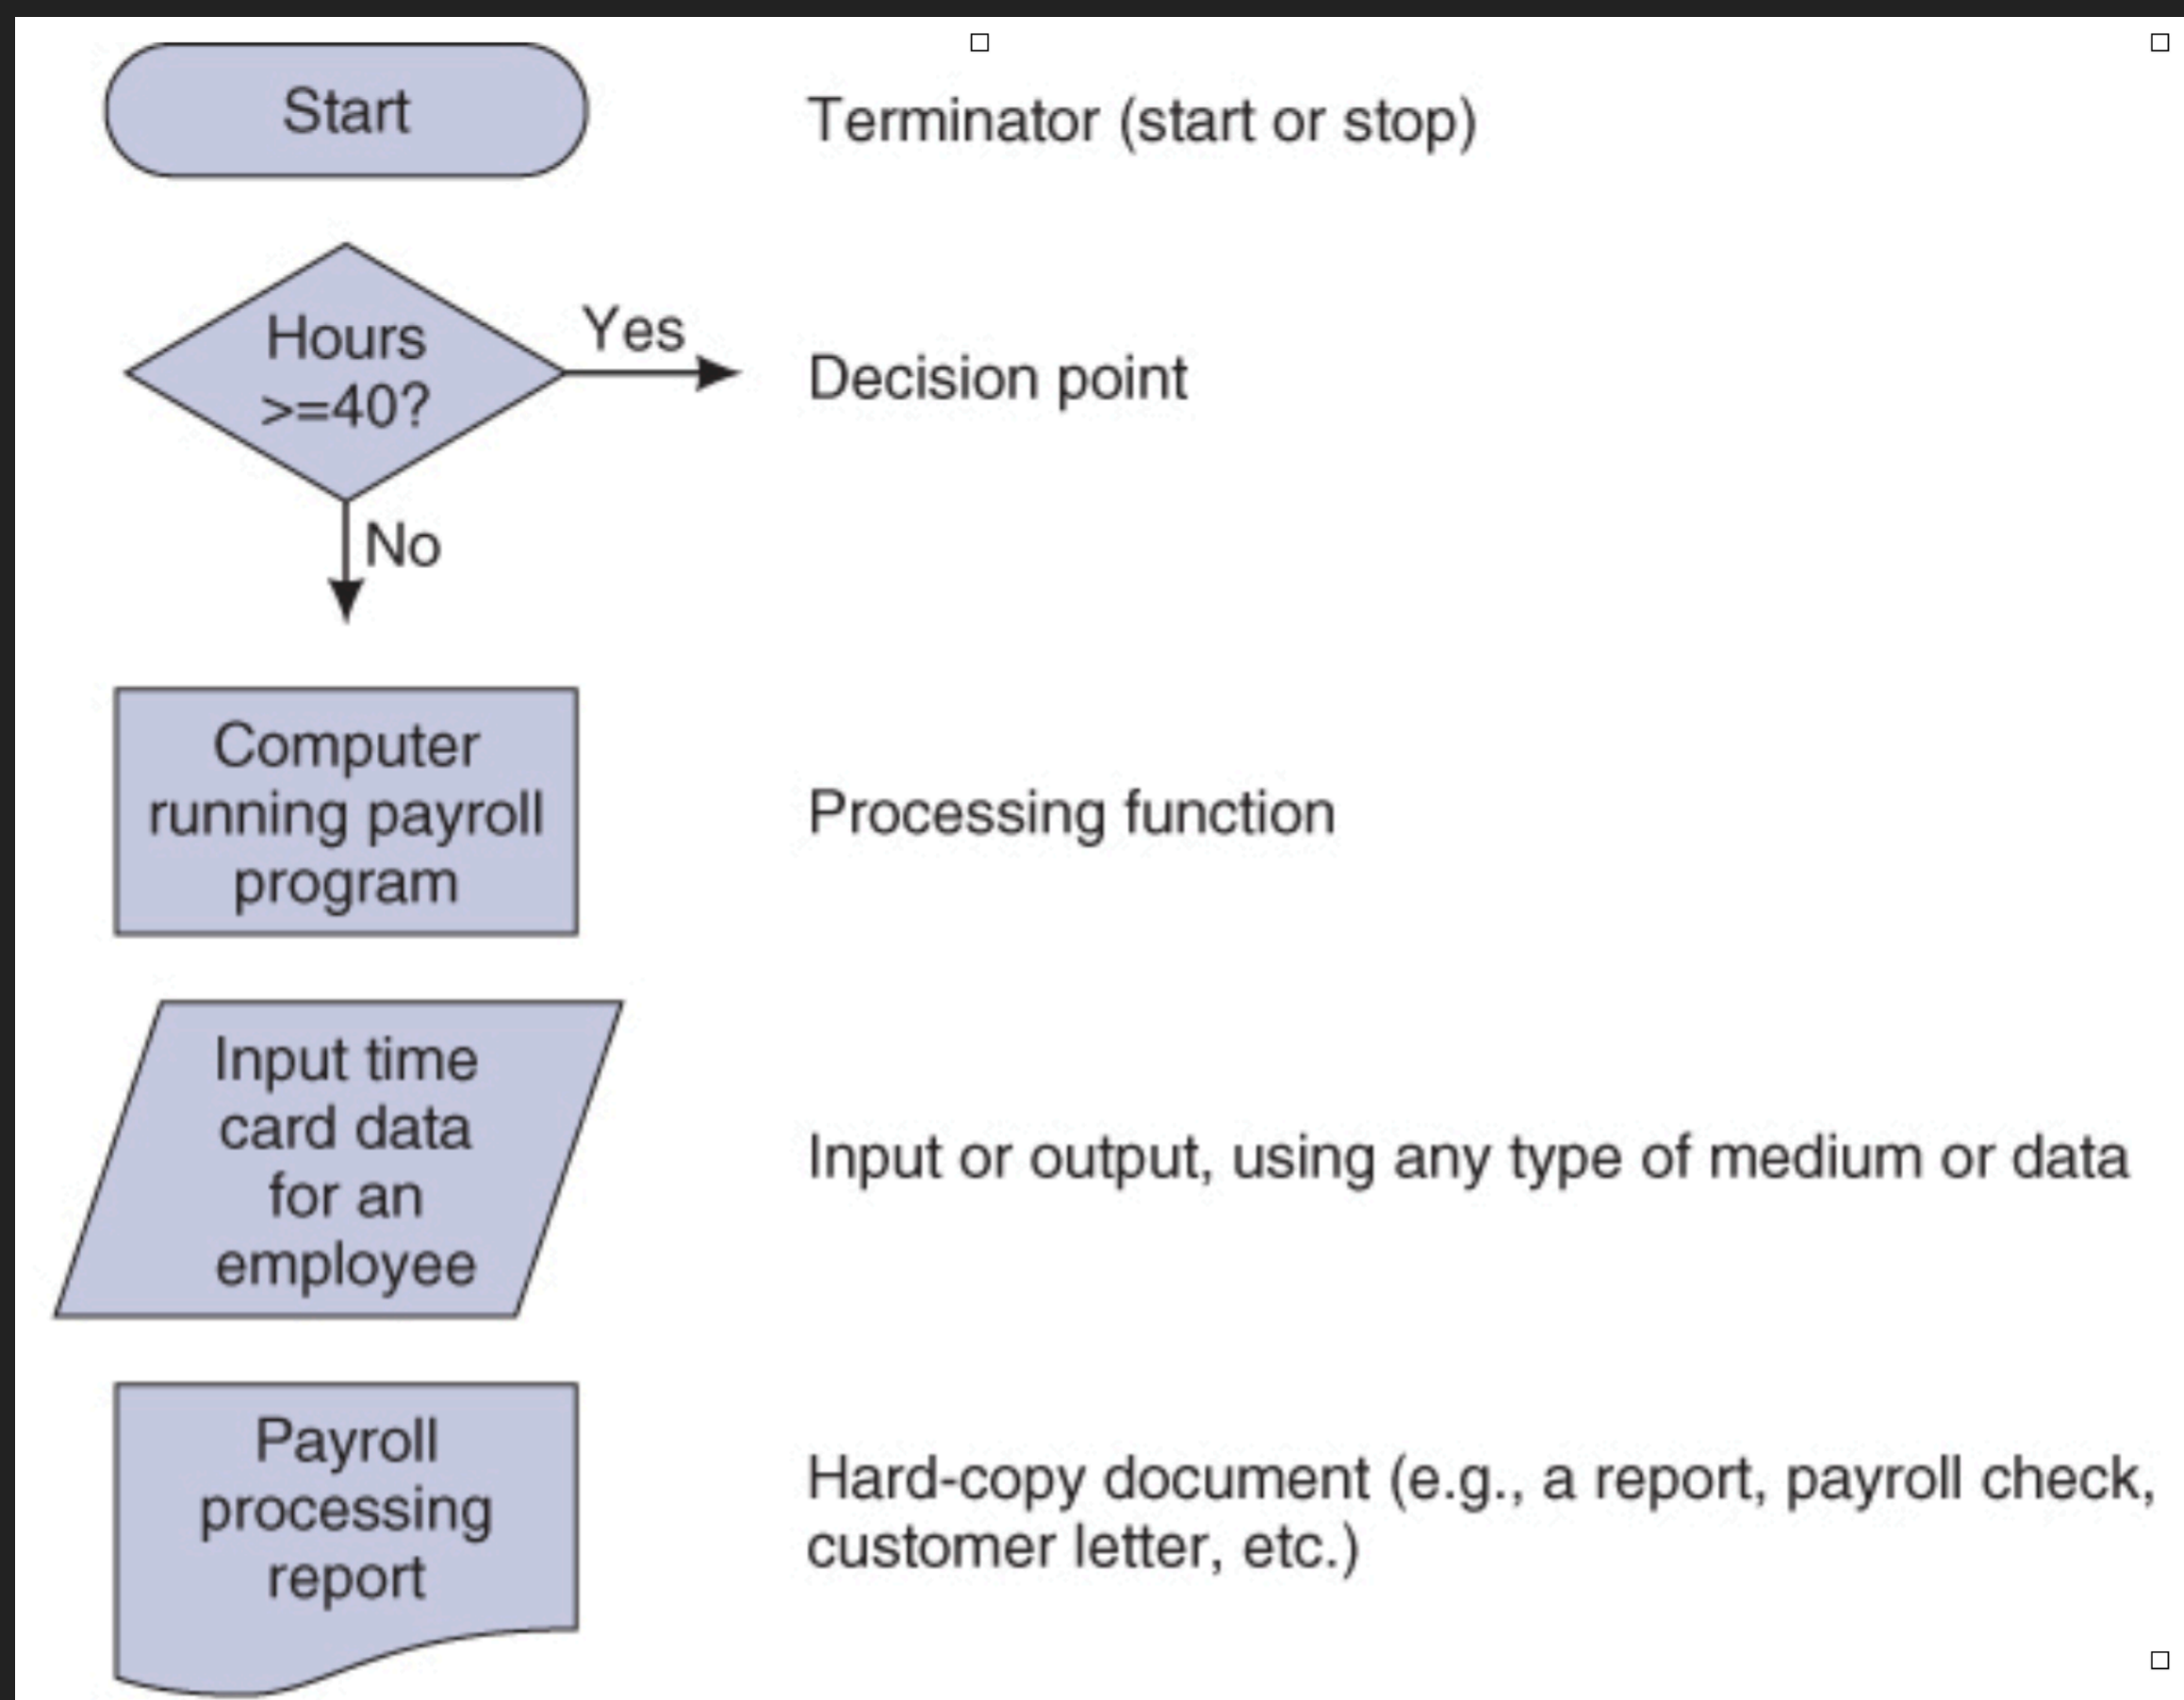 Start
Terminator (start or stop)
Hours
>=40?
Yes
Decision point
No
Computer
running payroll
program
Processing function
Input time
card data
for an
employee
Input or output, using any type of medium or data
Payroll
processing
report
Hard-copy document (e.g., a report, payroll check,
customer letter, etc.)